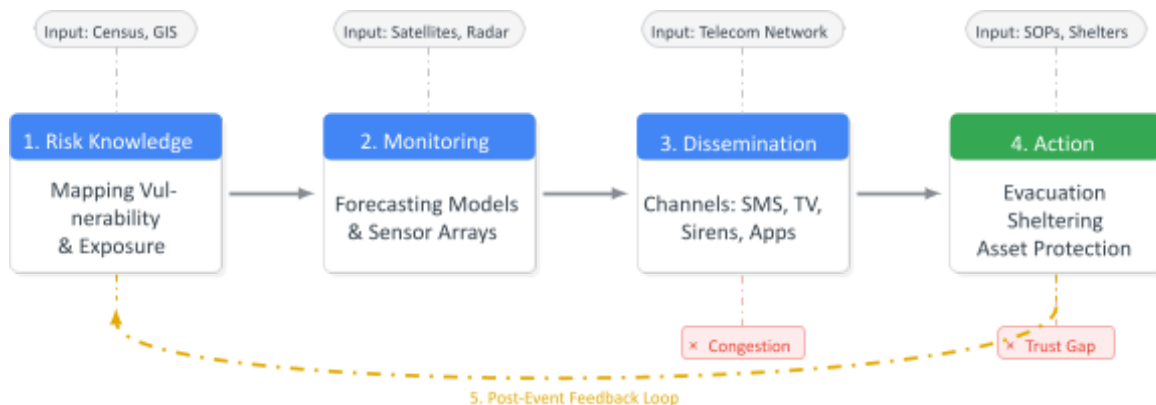 Input: Census, GIS
Input: Satellites, Radar
Input: Telecom Network
Input: SOPs, Shelters
1. Risk Knowledge
Mapping Vul-
nerability
& Exposure
2. Monitoring
Forecasting Models
& Sensor Arrays
3. Dissemination
Channels: SMS, TV,
Sirens, Apps
4. Action
Evacuation
Sheltering
Asset Protection
× Congestion
× Trust Gap
5. Post-Event Feedback Loop